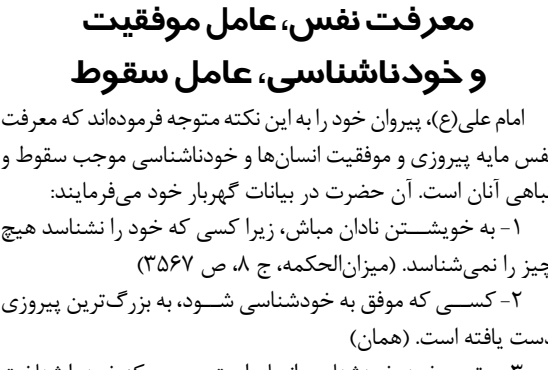 معرفت نفس، عامل موفقیت
و خودناشناسی، عامل سقوط
امام علی(ع)، پیروان خود را به این نکته متوجه فرموده‌اند که معرفت
نفس مایه پیروزی و موفقیت انسان‌ها و خودناشناسی موجب سقوط و
تباهی آنان است. آن حضرت در بیانات گهربار خود می‌فرمایند:
۱- به خویشتن نادان مباش، زیرا کسی که خود را نشناسد هیچ
چیز را نمی‌شناسد. (میزان‌الحکمه، ج ۸، ص ۳۵۶۷)
۲- کسی که موفق به خودشناسی شود، به بزرگ‌ترین پیروزی
دست یافته است. (همان)